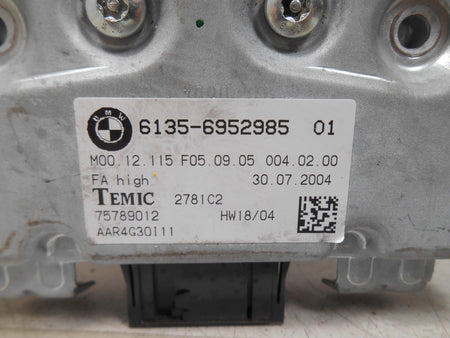 BMW
6135-6952985 01
M00.12.115 F05.09.05 004.02.00
FA high 30.07.2004
TEMIC 2781C2
75789012 HW18/04
AAR4G30111